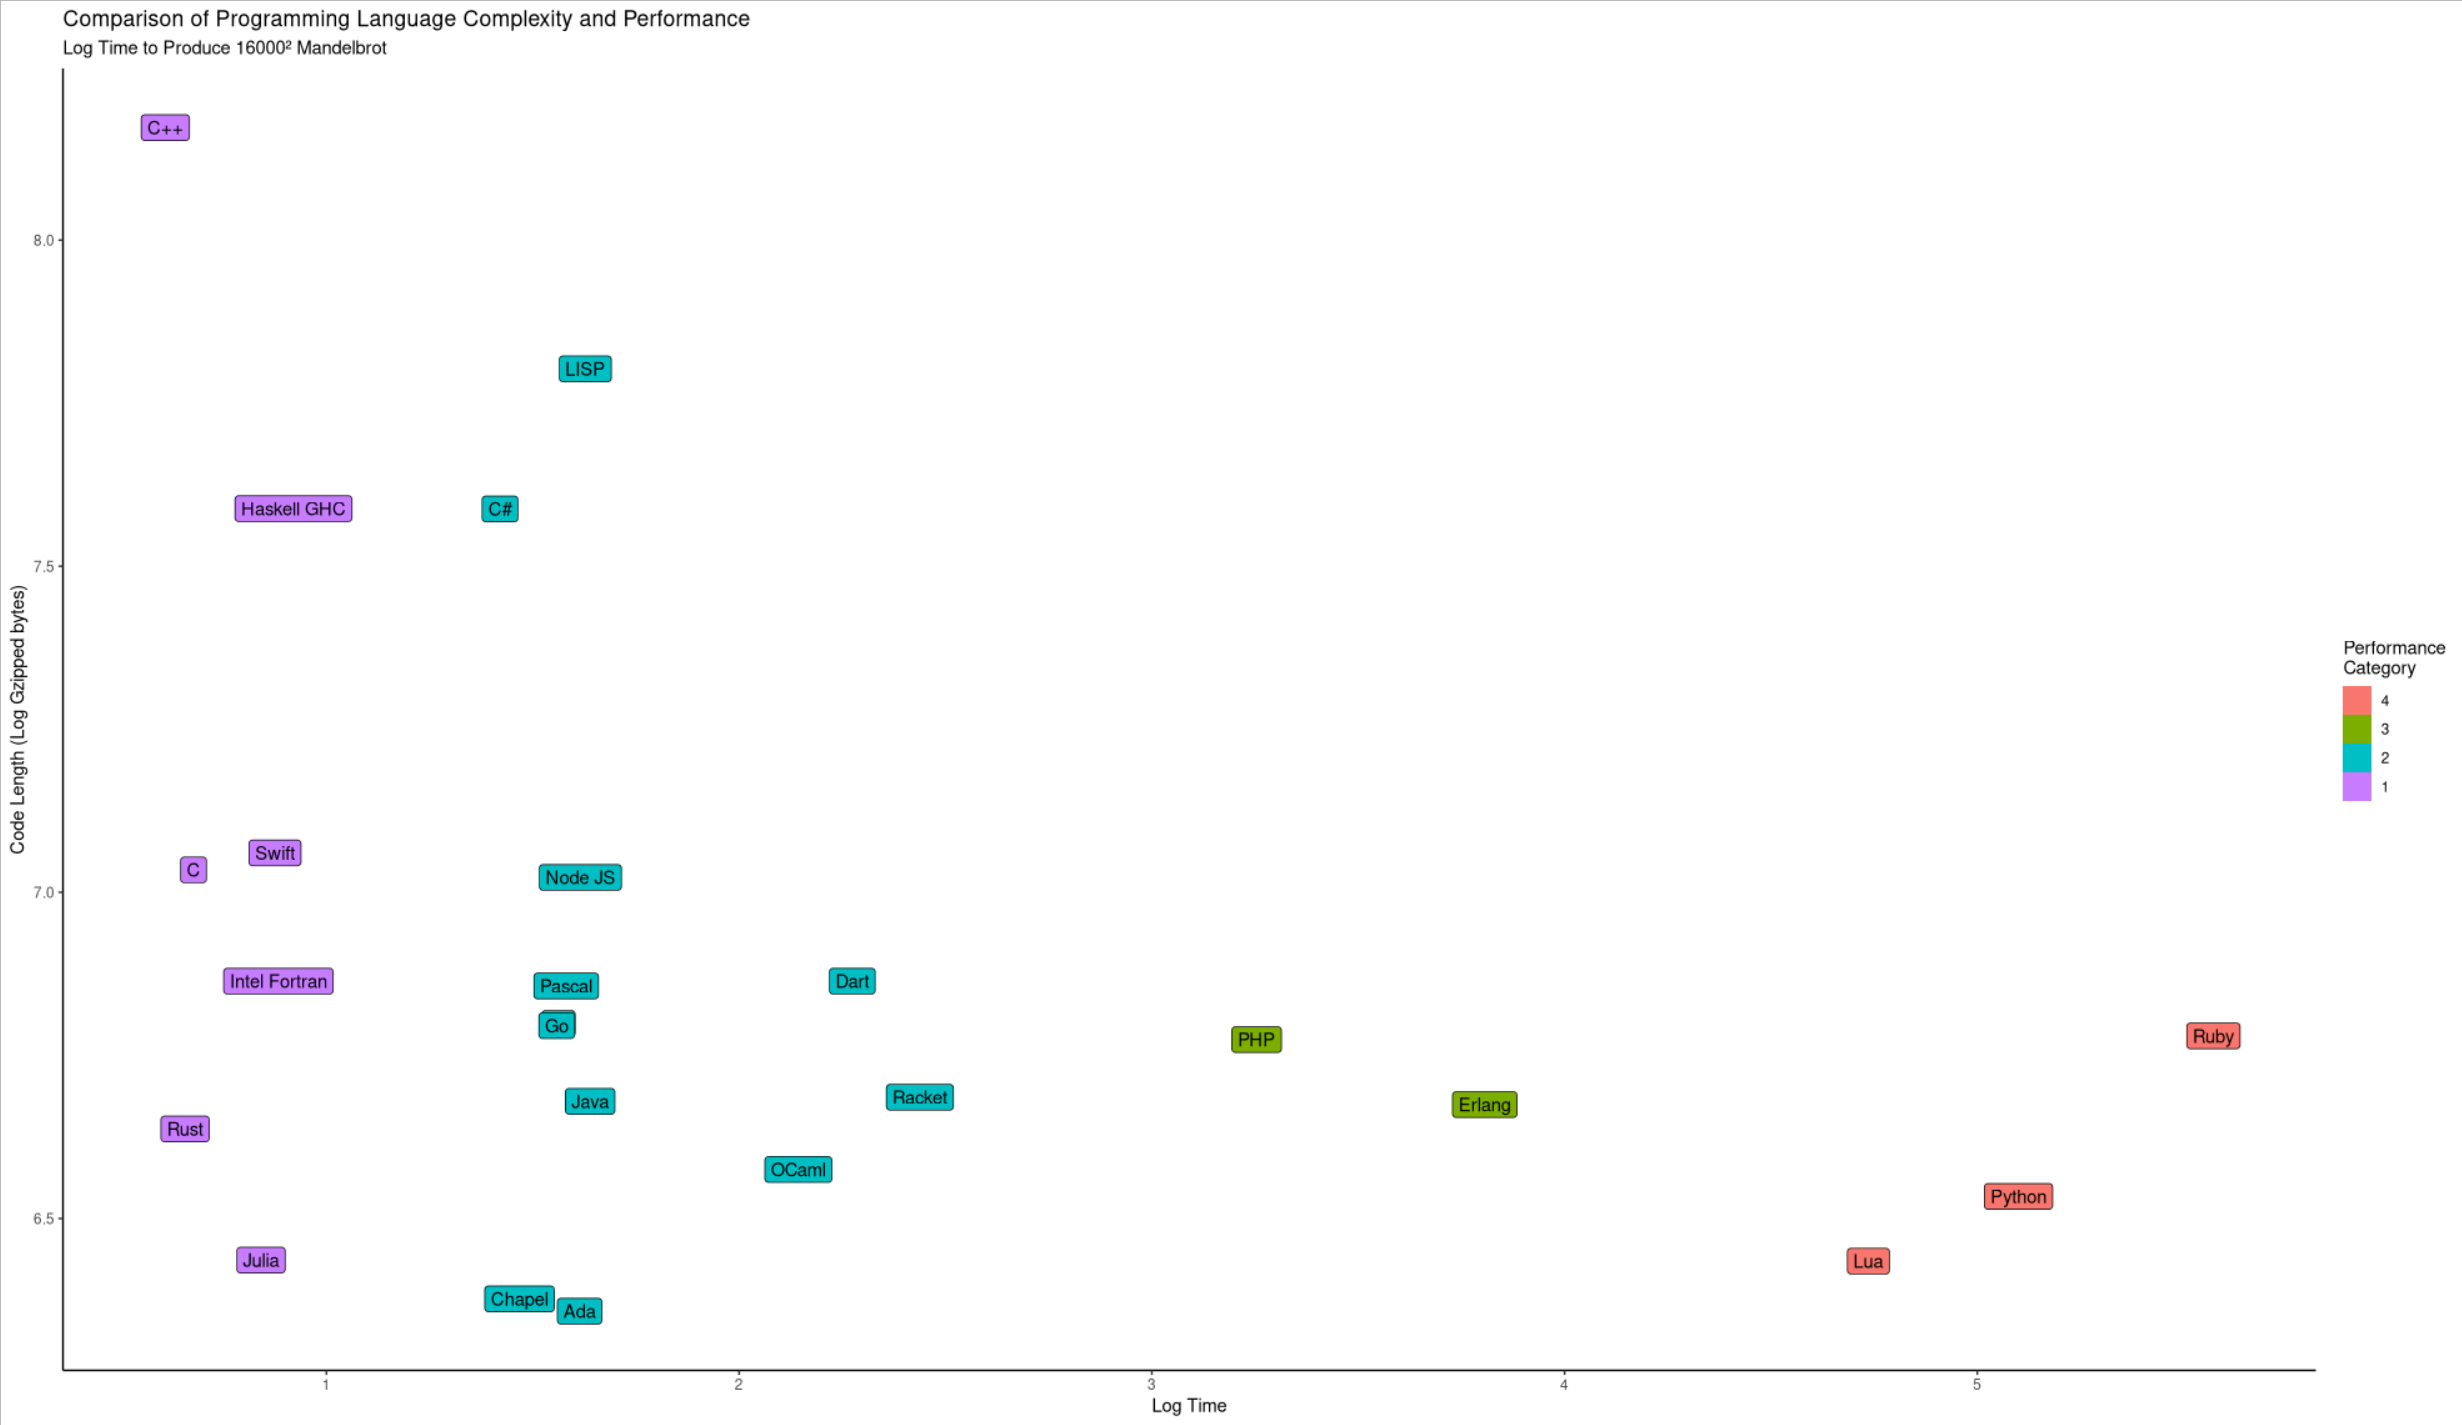 Comparison of Programming Language Complexity and Performance
Log Time to Produce 16000² Mandelbrot
C++
8.0
LISP
Haskell GHC
C#
7.5
Code Length (Log Gzipped bytes)
Performance
Category
4
3
2
1
Swift
C
Node JS
7.0
Intel Fortran
Pascal
Dart
Go
PHP
Ruby
Java
Racket
Erlang
Rust
OCaml
Python
6.5
Julia
Lua
Chapel
Ada
1
2
3
4
5
Log Time